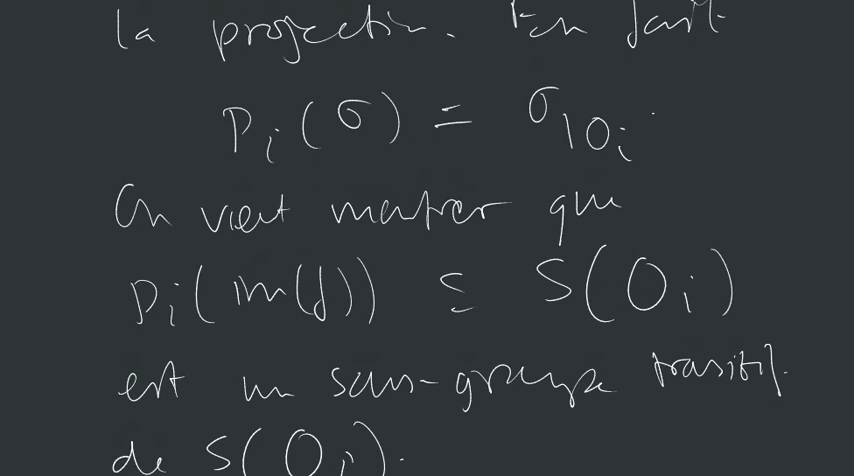 la projection. En fait
p_i(σ) = σ|O_i.
On veut montrer que
p_i(im(f)) ≤ S(O_i)
est un sous-groupe transitif.
de S(O_i).